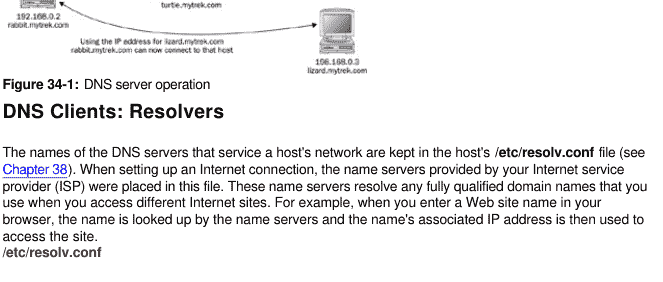 turtle.mytrek.com
192.168.0.2
rabbit.mytrek.com
Using the IP address for lizard.mytrek.com
rabbit.mytrek.com can now connect to that host
196.168.0.3
lizard.mytrek.com
Figure 34-1: DNS server operation
DNS Clients: Resolvers
The names of the DNS servers that service a host's network are kept in the host's /etc/resolv.conf file (see
Chapter 38). When setting up an Internet connection, the name servers provided by your Internet service
provider (ISP) were placed in this file. These name servers resolve any fully qualified domain names that you
use when you access different Internet sites. For example, when you enter a Web site name in your
browser, the name is looked up by the name servers and the name's associated IP address is then used to
access the site.
/etc/resolv.conf